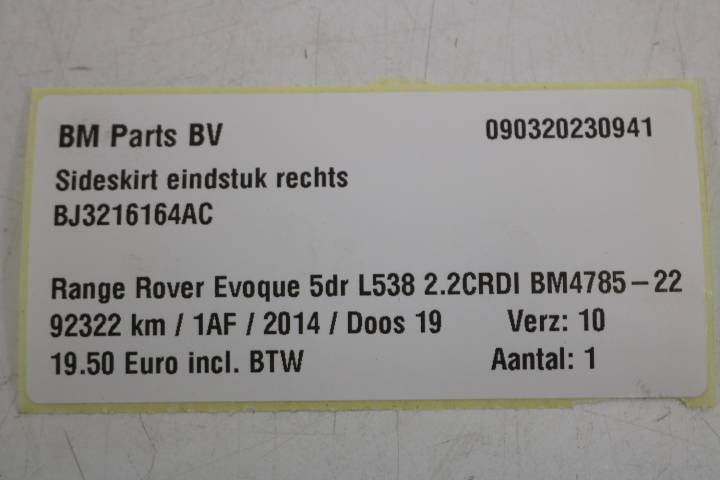 BM Parts BV 090320230941
Sideskirt eindstuk rechts
BJ3216164AC
Range Rover Evoque 5dr L538 2.2CRDI BM4785-22
92322 km / 1AF / 2014 / Doos 19 Verz: 10
19.50 Euro incl. BTW Aantal: 1